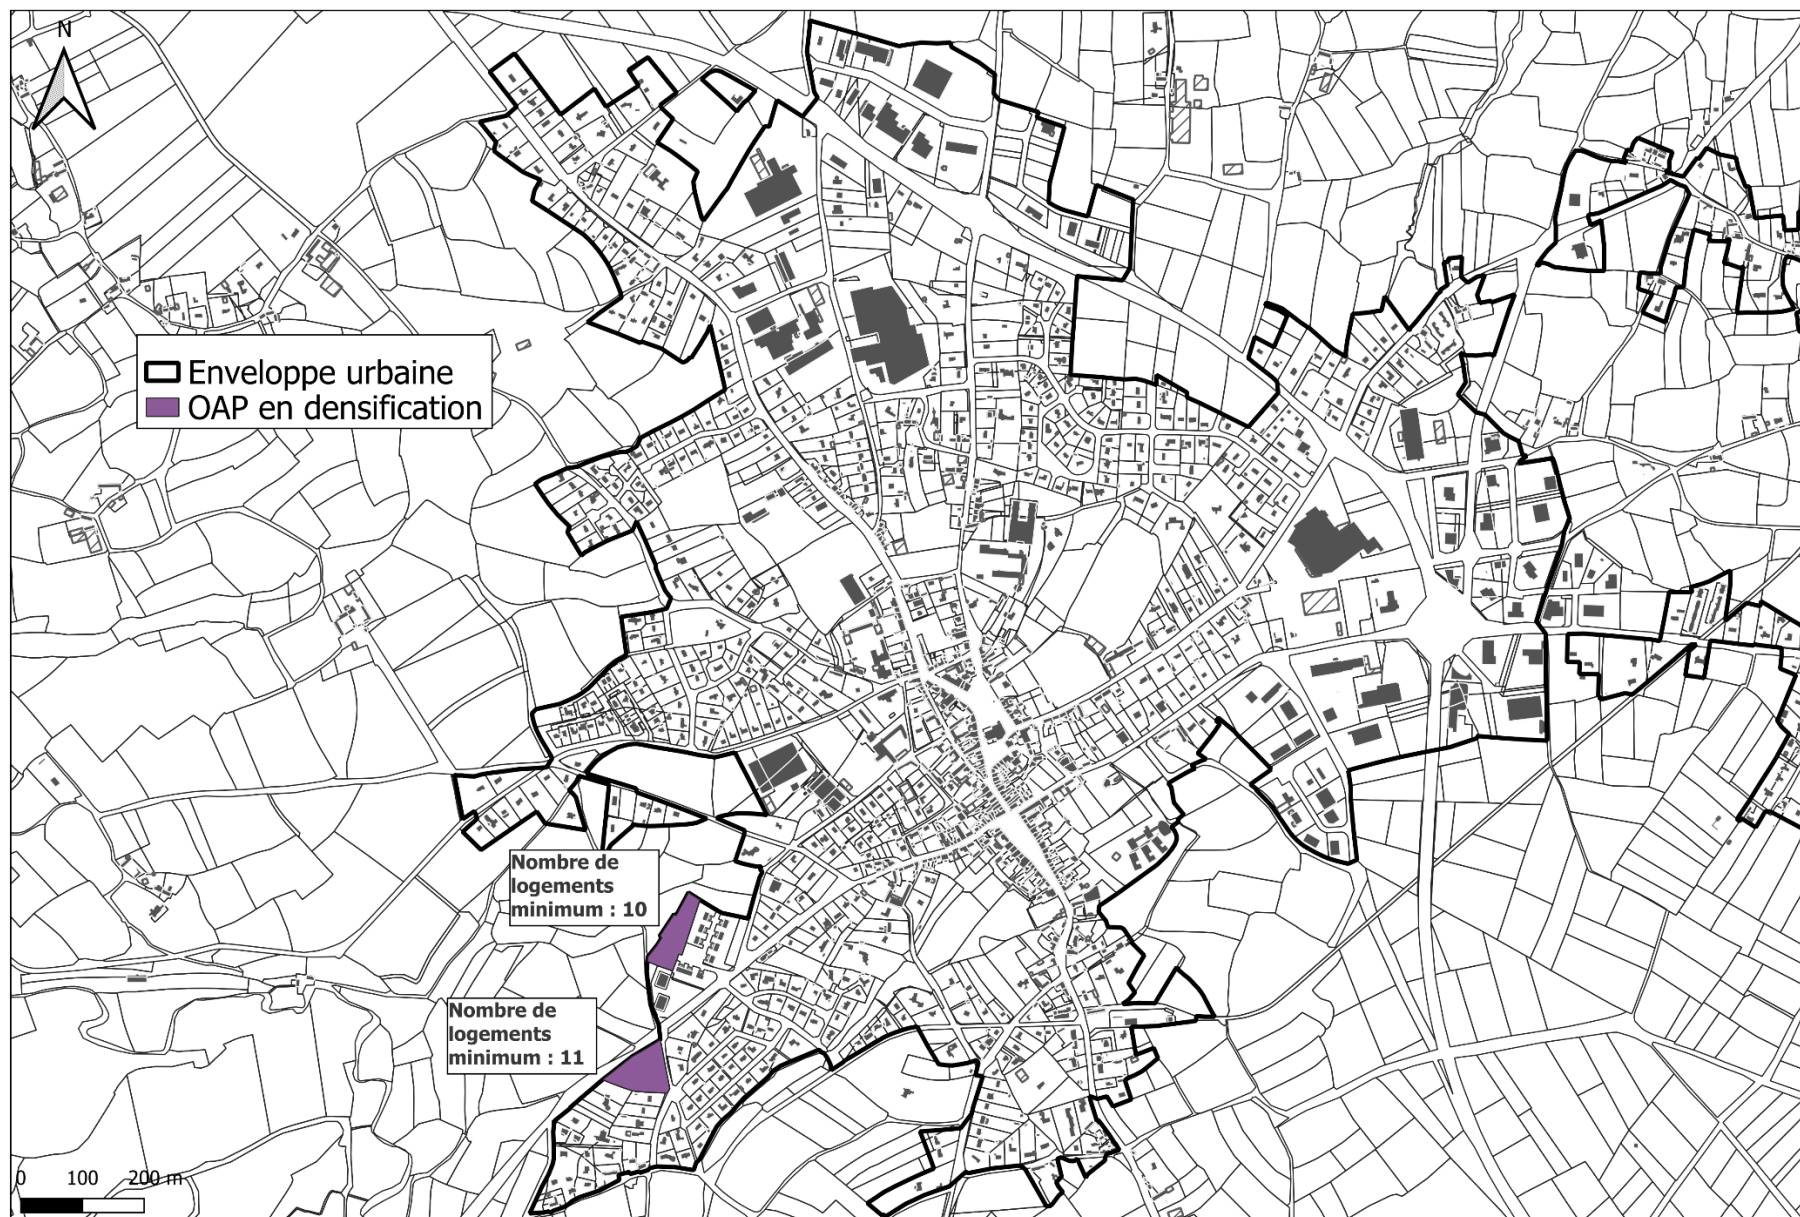 N
Enveloppe urbaine
OAP en densification
Nombre de
logements
minimum : 10
Nombre de
logements
minimum : 11
0 100 200 m